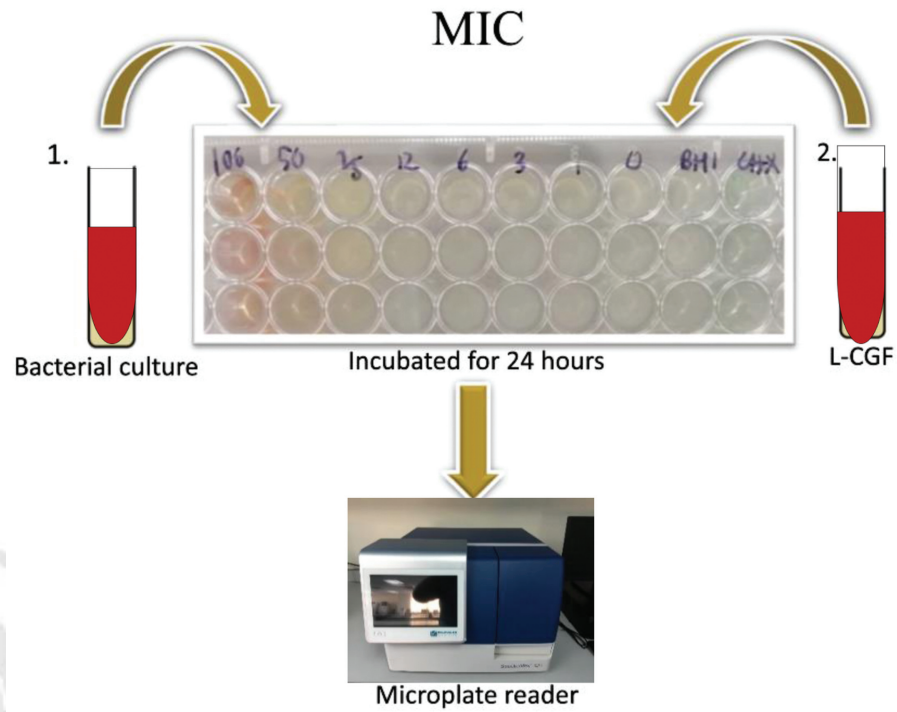 MIC
1.
2.
100 50 25 12 6 3 1 0 BHI CHX
Bacterial culture
Incubated for 24 hours
L-CGF
Microplate reader